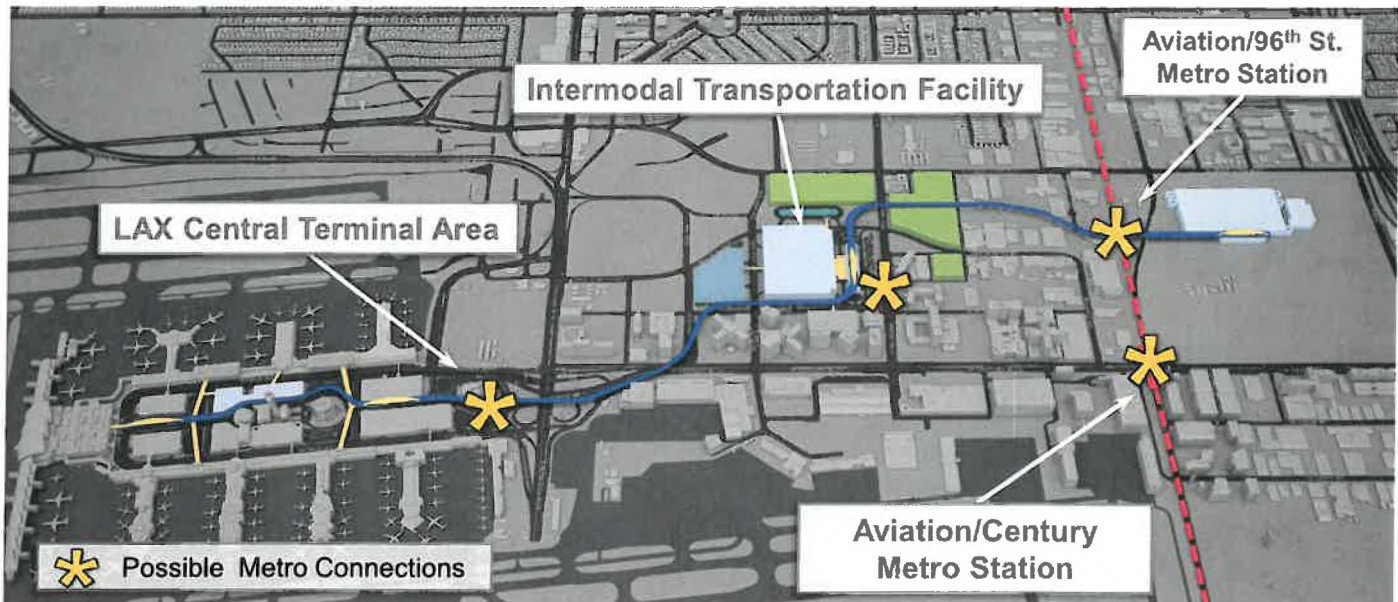 Aviation/96th St.
Metro Station
Intermodal Transportation Facility
LAX Central Terminal Area
Aviation/Century
Metro Station
Possible Metro Connections